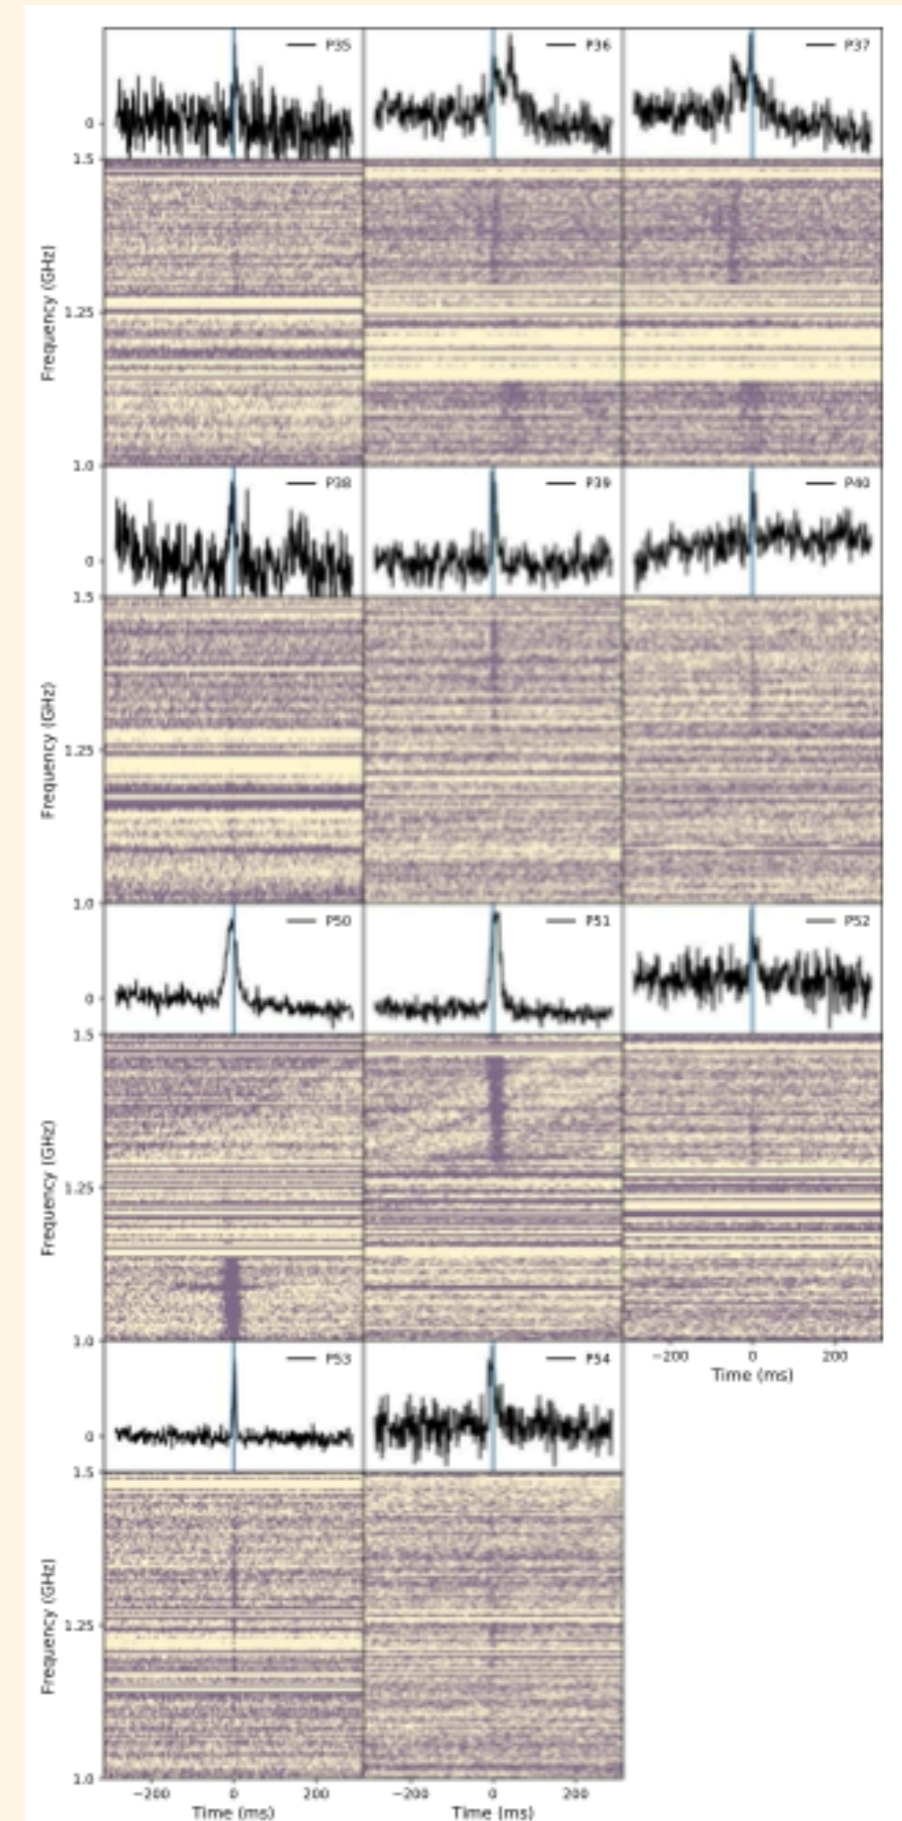 P35 P36 P37
0
1.5
Frequency (GHz)
1.25
1.0
P38 P39 P40
0
1.5
Frequency (GHz)
1.25
1.0
P50 P51 P52
0
1.5
Frequency (GHz)
1.25
1.0
−200 0 200
Time (ms)
P53 P54
0
1.5
Frequency (GHz)
1.25
1.0
−200 0 200 −200 0 200
Time (ms) Time (ms)